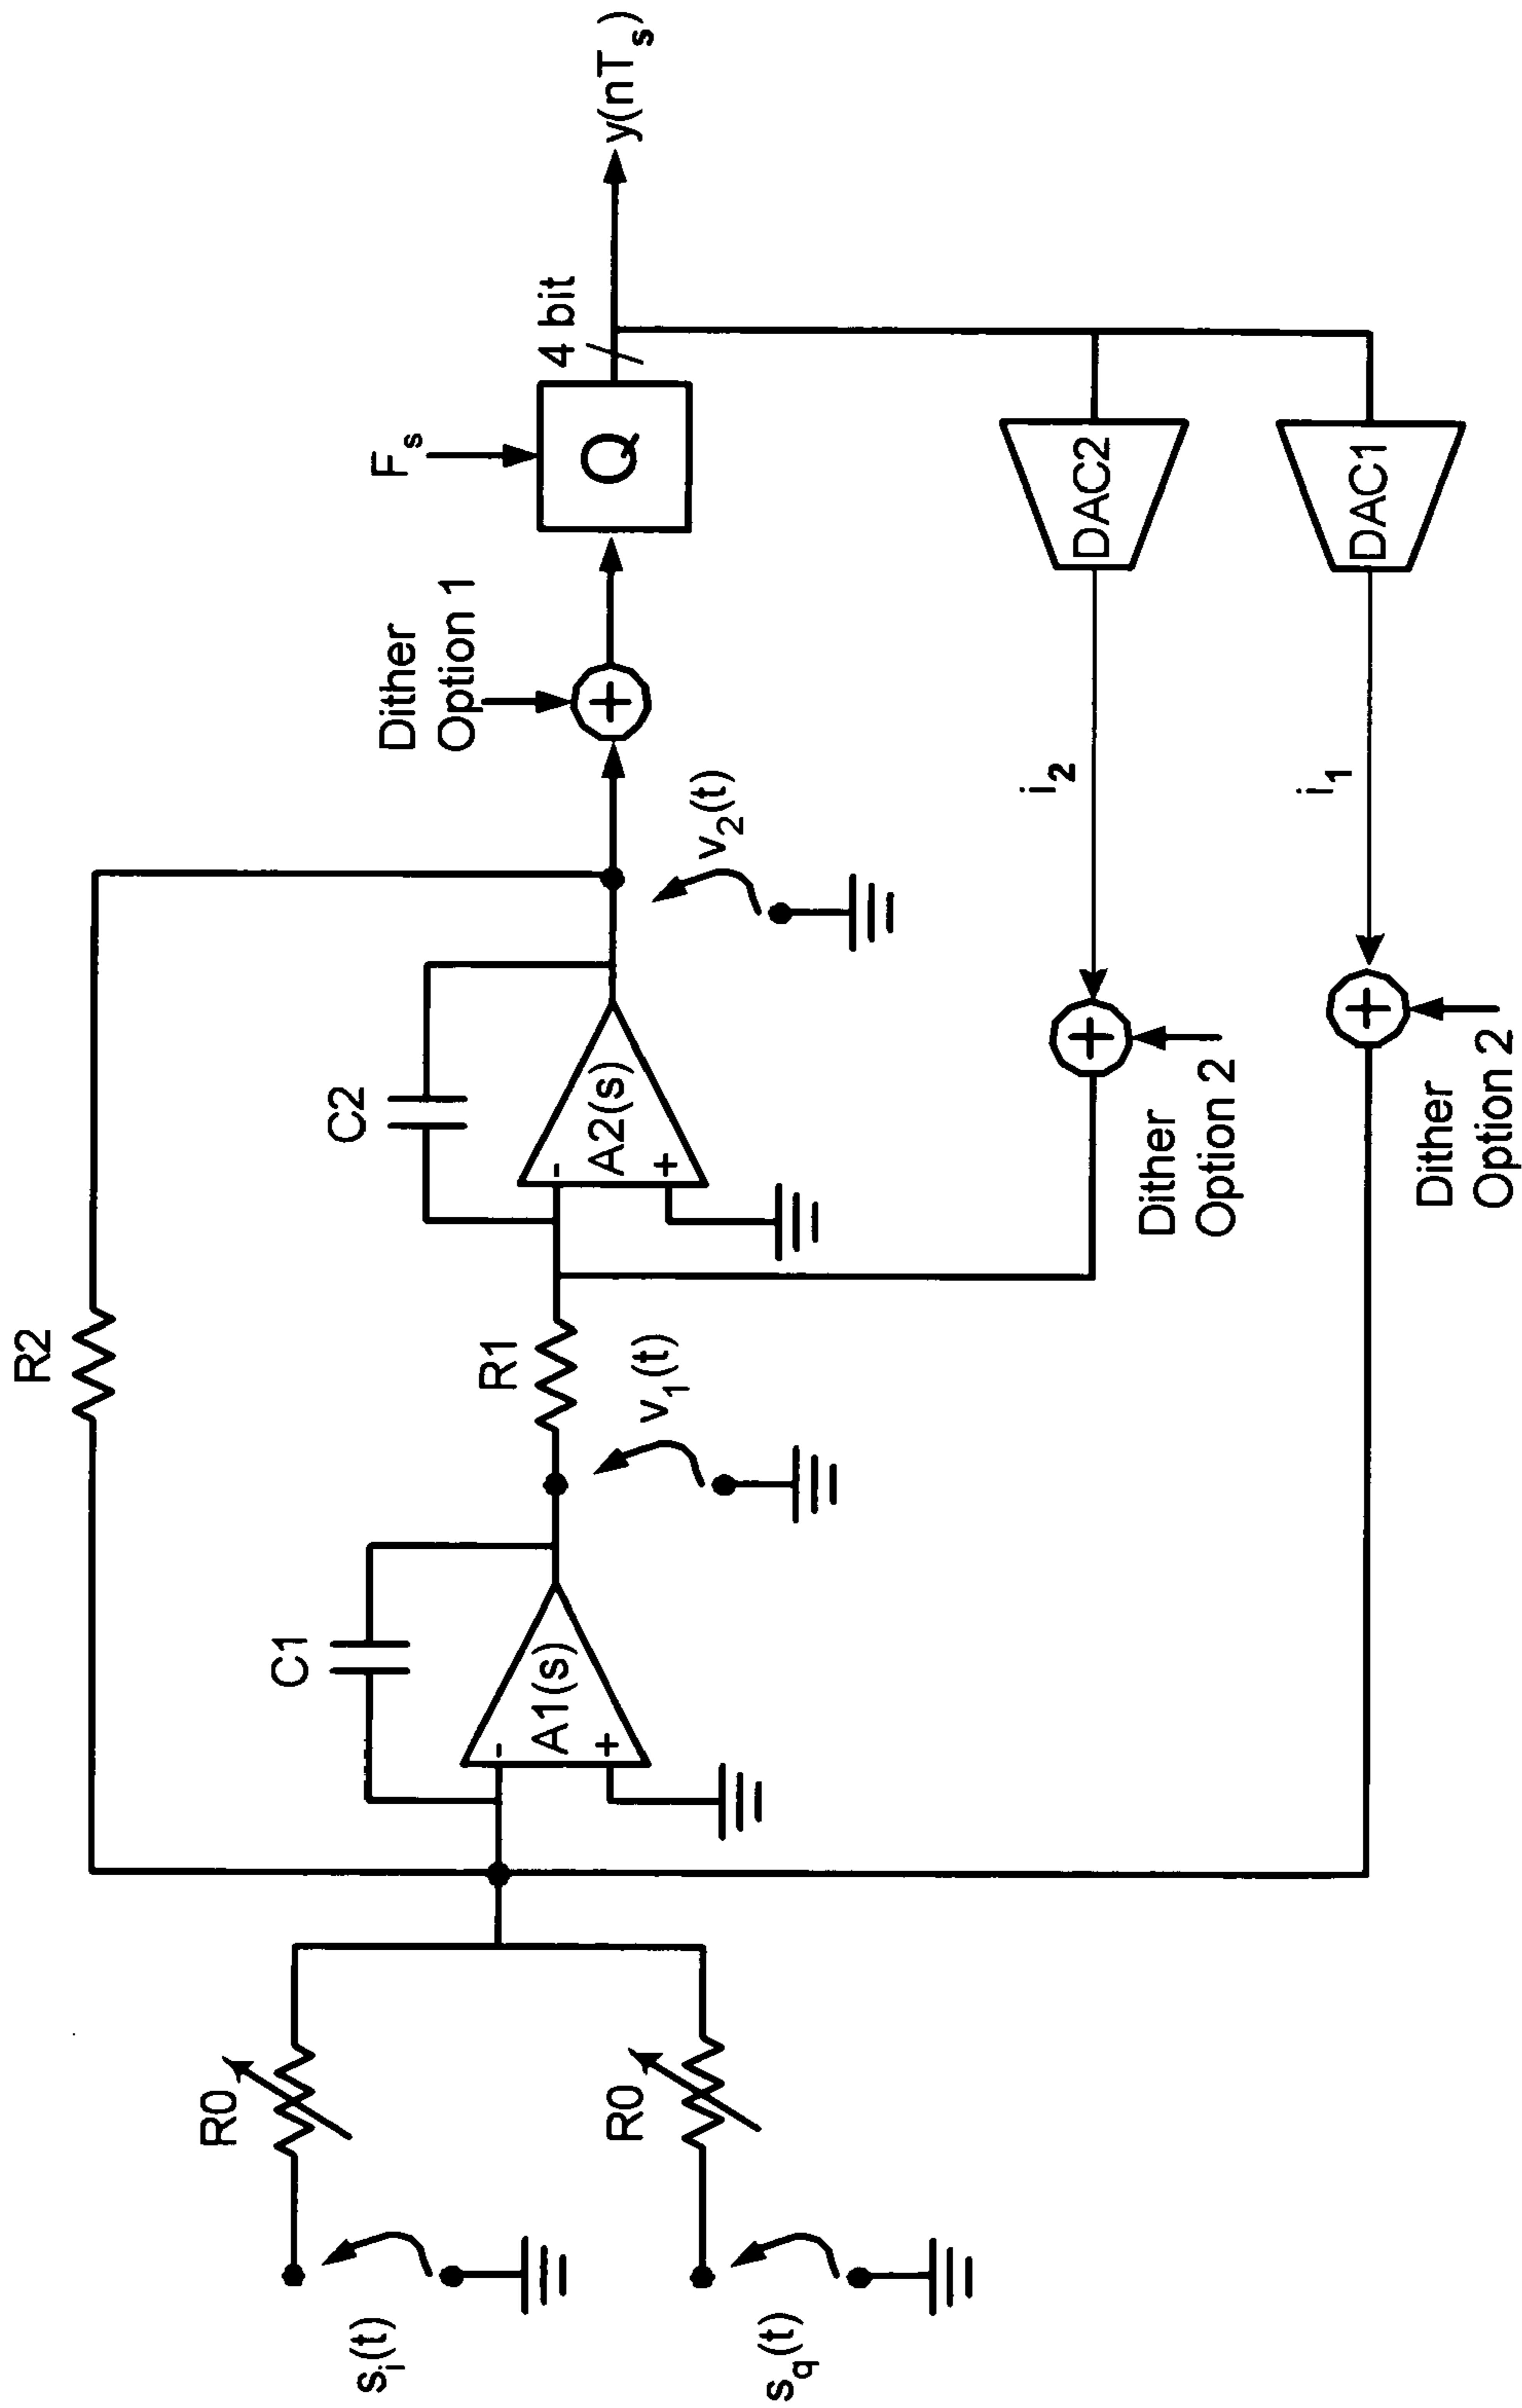 R2
C1
C2
R0
R0
s_i(t)
s_q(t)
-
A1(s)
+
v_1(t)
R1
-
A2(s)
+
v_2(t)
Dither
Option 1
+
F_s
Q
4 bit
y(nT_s)
DAC2
i_2
+
Dither
Option 2
DAC1
i_1
+
Dither
Option 2